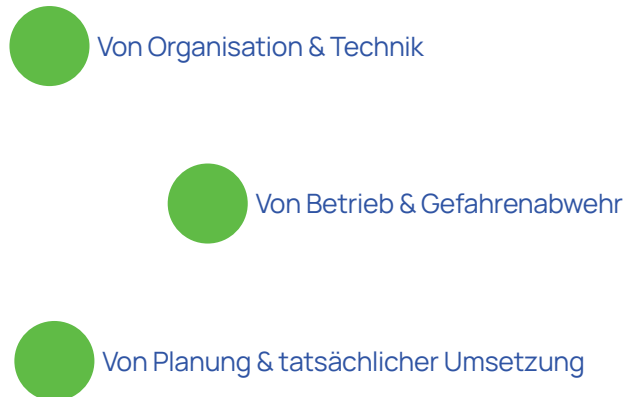 Von Organisation & Technik
Von Betrieb & Gefahrenabwehr
Von Planung & tatsächlicher Umsetzung